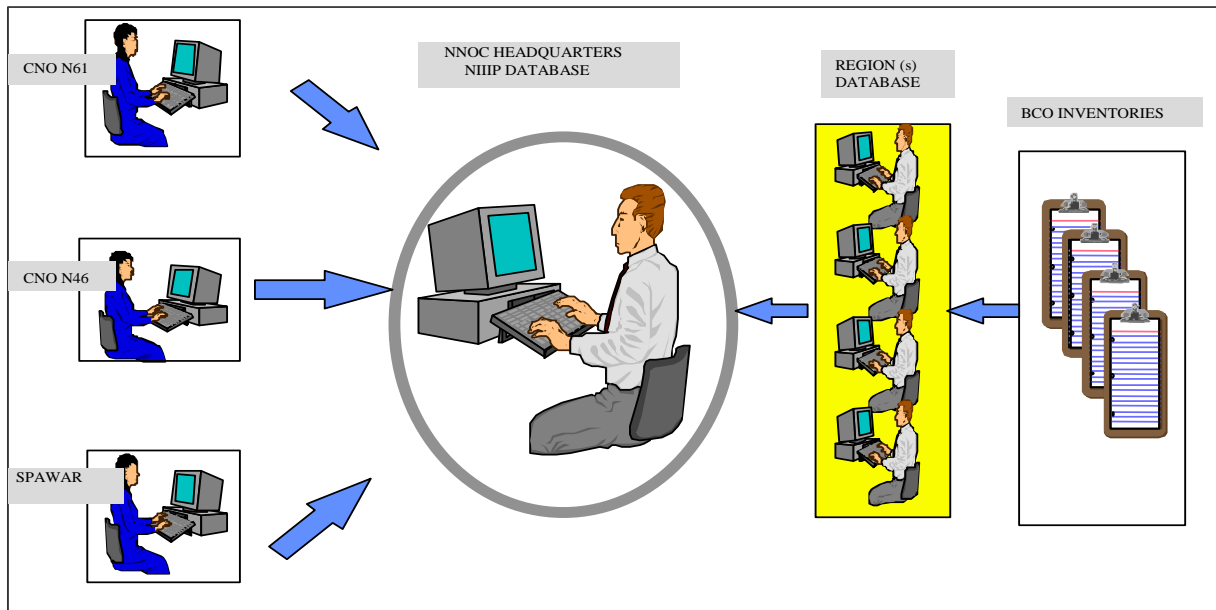 CNO N61
NNOC HEADQUARTERS
NIIIP DATABASE
REGION (s)
DATABASE
BCO INVENTORIES
CNO N46
SPAWAR